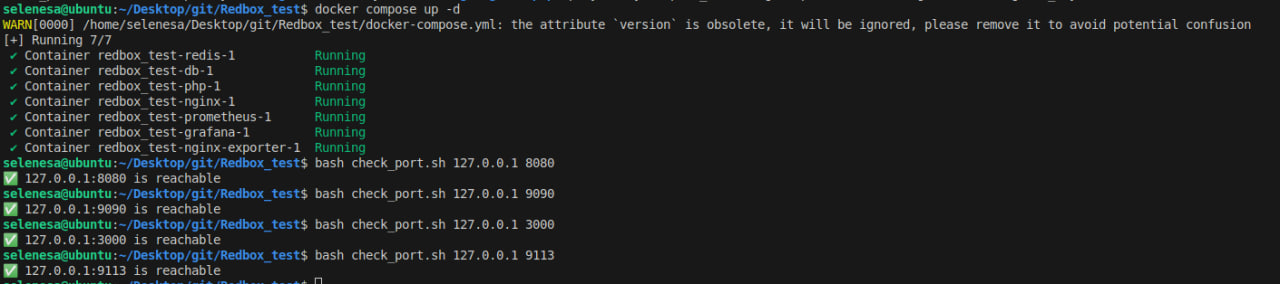 selenesa@ubuntu:~/Desktop/git/Redbox_test$ docker compose up -d
WARN[0000] /home/selenesa/Desktop/git/Redbox_test/docker-compose.yml: the attribute `version` is obsolete, it will be ignored, please remove it to avoid potential confusion
[+] Running 7/7
✔ Container redbox_test-redis-1 Running
✔ Container redbox_test-db-1 Running
✔ Container redbox_test-php-1 Running
✔ Container redbox_test-nginx-1 Running
✔ Container redbox_test-prometheus-1 Running
✔ Container redbox_test-grafana-1 Running
✔ Container redbox_test-nginx-exporter-1 Running
selenesa@ubuntu:~/Desktop/git/Redbox_test$ bash check_port.sh 127.0.0.1 8080
✅ 127.0.0.1:8080 is reachable
selenesa@ubuntu:~/Desktop/git/Redbox_test$ bash check_port.sh 127.0.0.1 9090
✅ 127.0.0.1:9090 is reachable
selenesa@ubuntu:~/Desktop/git/Redbox_test$ bash check_port.sh 127.0.0.1 3000
✅ 127.0.0.1:3000 is reachable
selenesa@ubuntu:~/Desktop/git/Redbox_test$ bash check_port.sh 127.0.0.1 9113
✅ 127.0.0.1:9113 is reachable
selenesa@ubuntu:~/Desktop/git/Redbox_test$